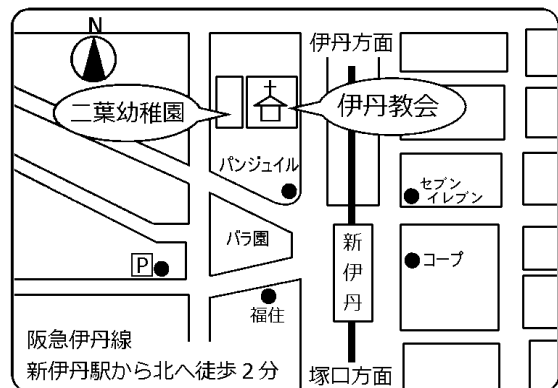 N
伊丹方面
二葉幼稚園
伊丹教会
パンジュイル
セブン
イレブン
バラ園
新伊丹
P
コープ
福住
阪急伊丹線
新伊丹駅から北へ徒歩2分
塚口方面